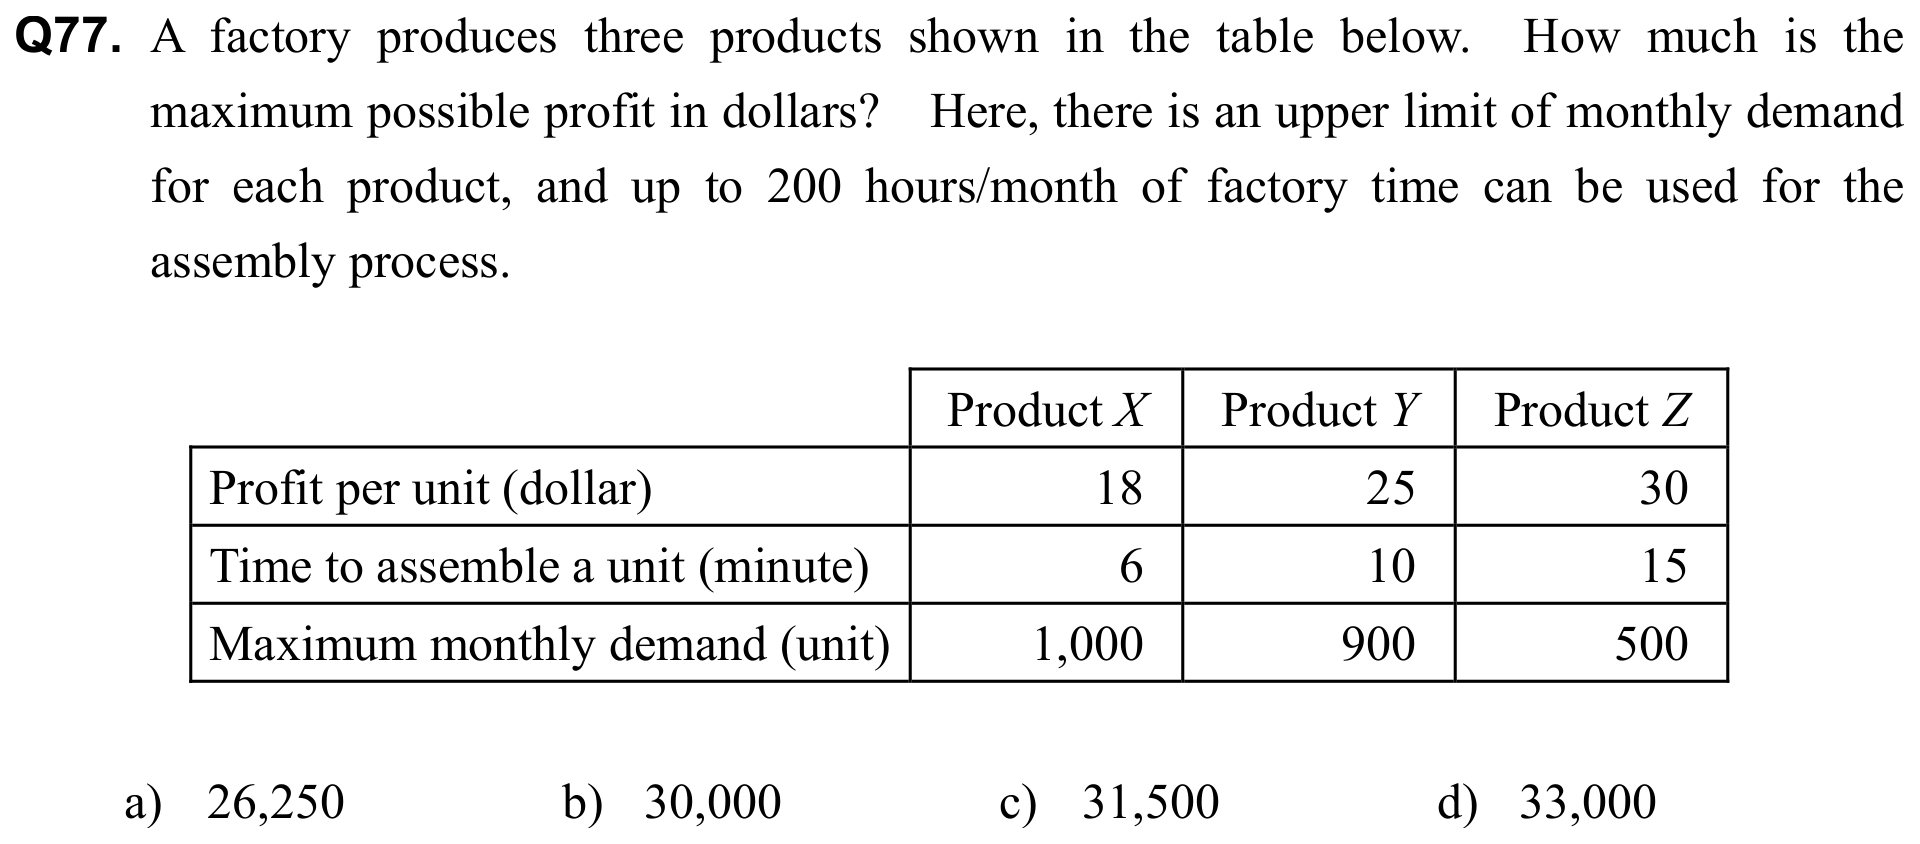 Q77. A factory produces three products shown in the table below. How much is the
maximum possible profit in dollars? Here, there is an upper limit of monthly demand
for each product, and up to 200 hours/month of factory time can be used for the
assembly process.
Product X Product Y Product Z
Profit per unit (dollar) 18 25 30
Time to assemble a unit (minute) 6 10 15
Maximum monthly demand (unit) 1,000 900 500
a) 26,250 b) 30,000 c) 31,500 d) 33,000